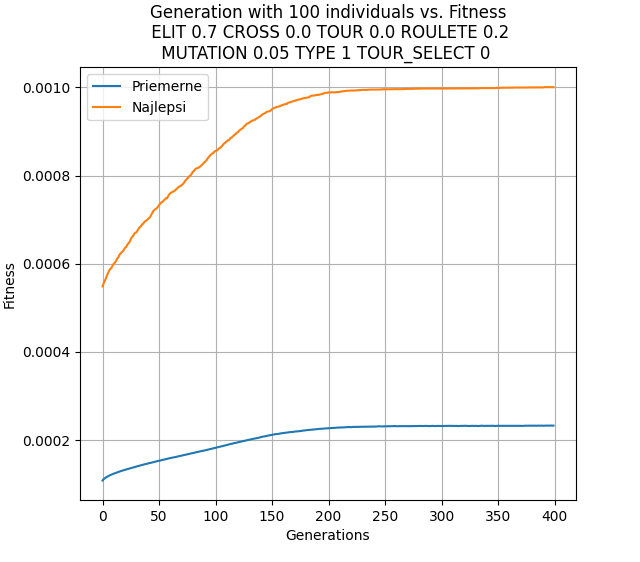 Generation with 100 individuals vs. Fitness
ELIT 0.7 CROSS 0.0 TOUR 0.0 ROULETE 0.2
MUTATION 0.05 TYPE 1 TOUR_SELECT 0
Priemerne
Najlepsi
0.0010
0.0008
0.0006
0.0004
0.0002
Fitness
0 50 100 150 200 250 300 350 400
Generations